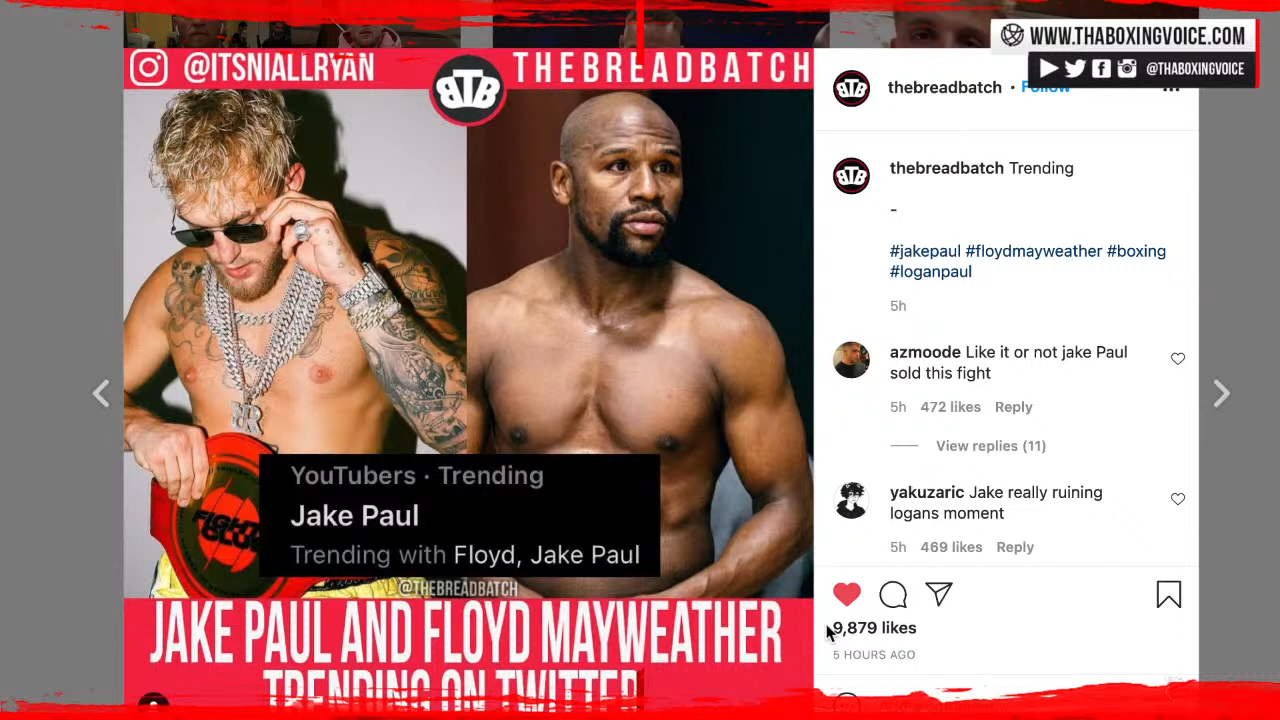 WWW.THABOXINGVOICE.COM
@THABOXINGVOICE
@ITSNIALLRYAN
BTB
THEBREADBATCH
thebreadbatch · Follow
thebreadbatch Trending
-
#jakepaul #floydmayweather #boxing
#loganpaul
5h
azmoode Like it or not jake Paul
sold this fight
5h 472 likes Reply
View replies (11)
yakuzaric Jake really ruining
logans moment
5h 469 likes Reply
9,879 likes
5 HOURS AGO
FIGHT
CLUB
YouTubers · Trending
Jake Paul
Trending with Floyd, Jake Paul
@THEBREADBATCH
JAKE PAUL AND FLOYD MAYWEATHER
TRENDING ON TWITTER